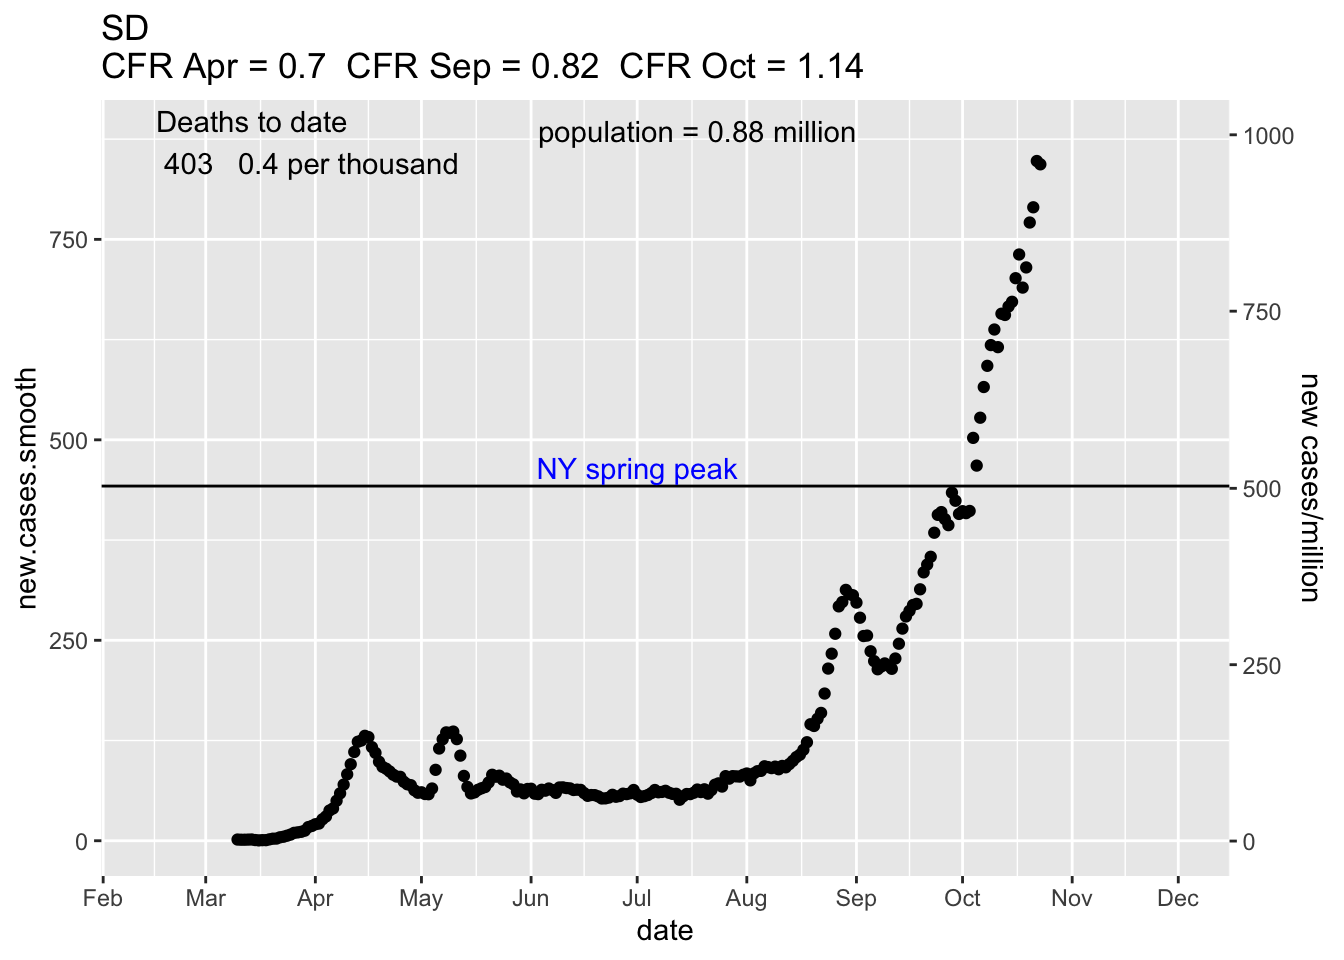 SD
CFR Apr = 0.7  CFR Sep = 0.82  CFR Oct = 1.14
Deaths to date
403   0.4 per thousand
population = 0.88 million
NY spring peak
new.cases.smooth
750
500
250
0
1000
750
500
250
0
new cases/million
Feb Mar Apr May Jun Jul Aug Sep Oct Nov Dec
date